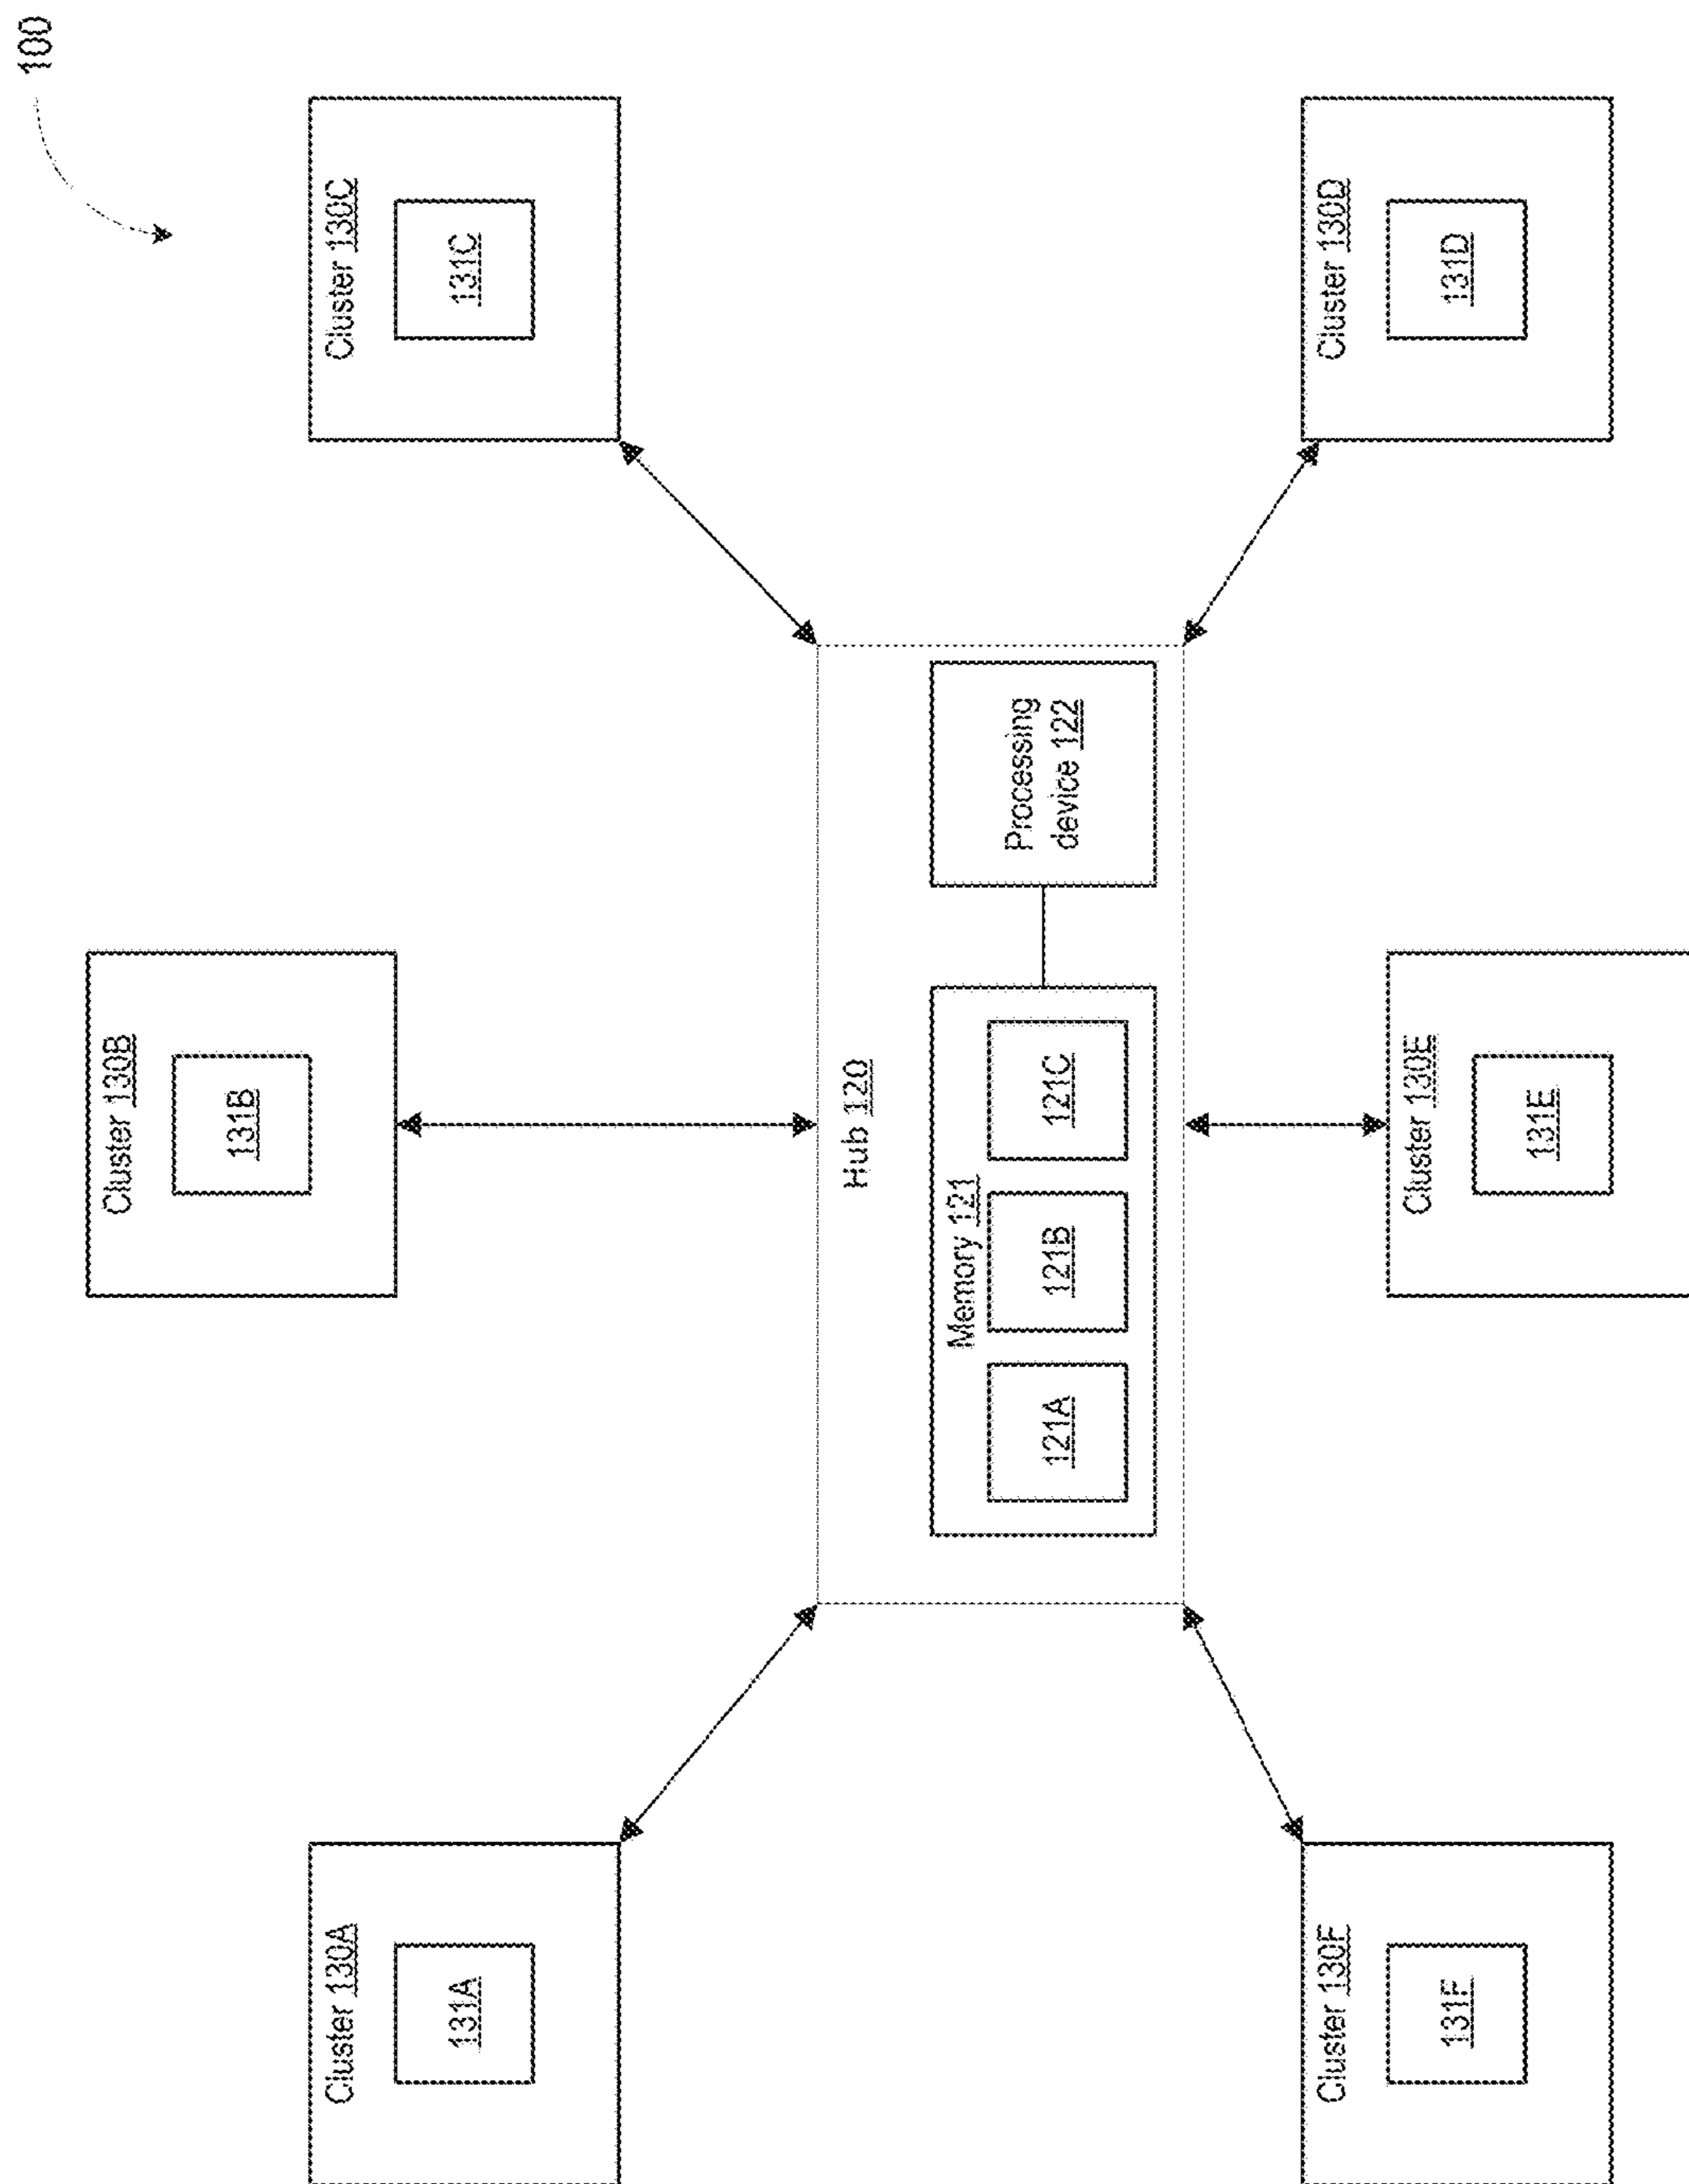 100
Cluster 130B
131B
Cluster 130A
131A
Cluster 130C
131C
Hub 120
Memory 121
121A
121B
121C
Processing
device 122
Cluster 130F
131F
Cluster 130D
131D
Cluster 130E
131E